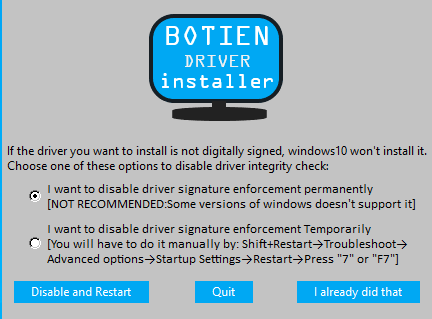 BOTIEN
DRIVER
installer
If the driver you want to install is not digitally signed, windows10 won't install it.
Choose one of these options to disable driver integrity check:
I want to disable driver signature enforcement permanently
[NOT RECOMMENDED:Some versions of windows doesn't support it]
I want to disable driver signature enforcement Temporarily
[You will have to do it manually by: Shift+Restart→Troubleshoot→
Advanced options→Startup Settings→Restart→Press "7" or "F7"]
Disable and Restart
Quit
I already did that